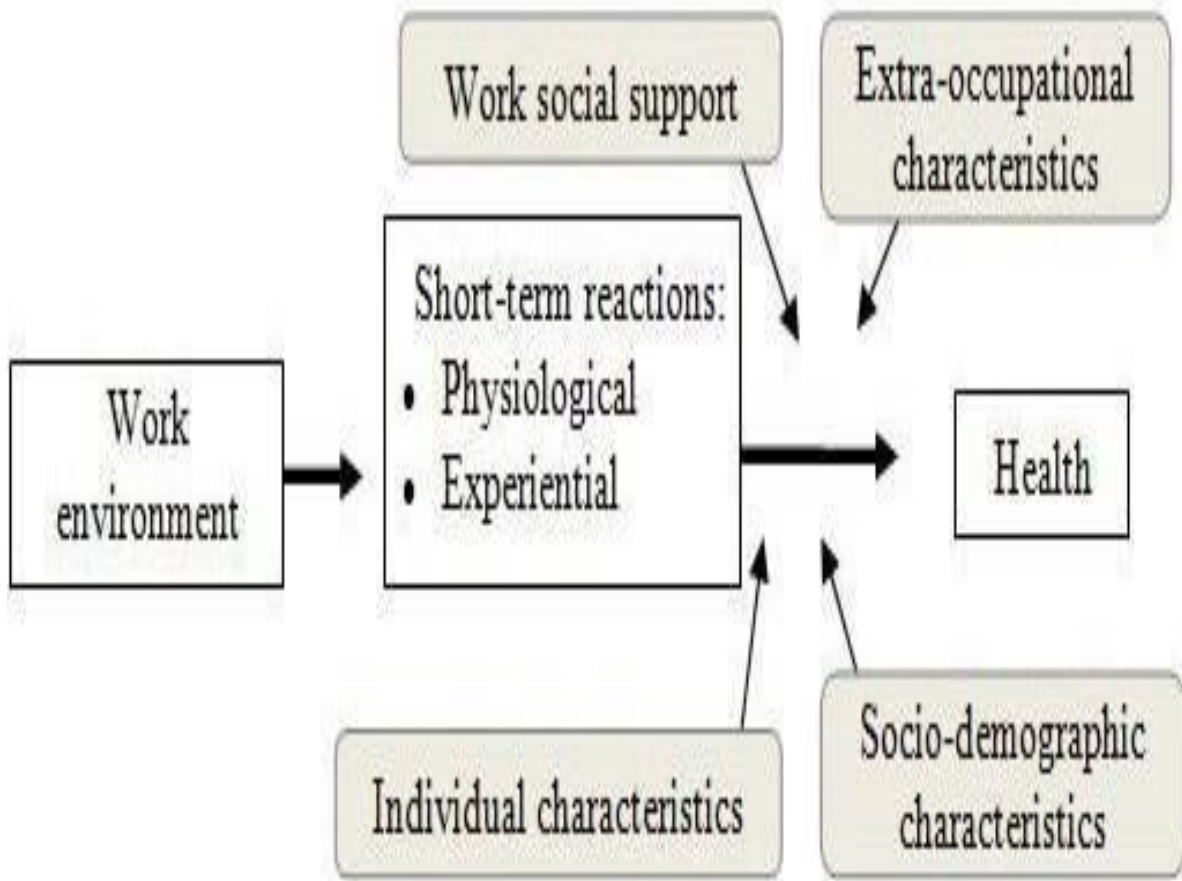 Work social support
Extra-occupational
characteristics
Short-term reactions:
• Physiological
• Experiential
Work
environment
Health
Individual characteristics
Socio-demographic
characteristics